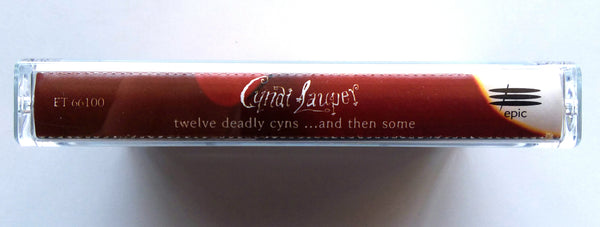 ET 66100
Cyndi Lauper
twelve deadly cyns ...and then some
epic